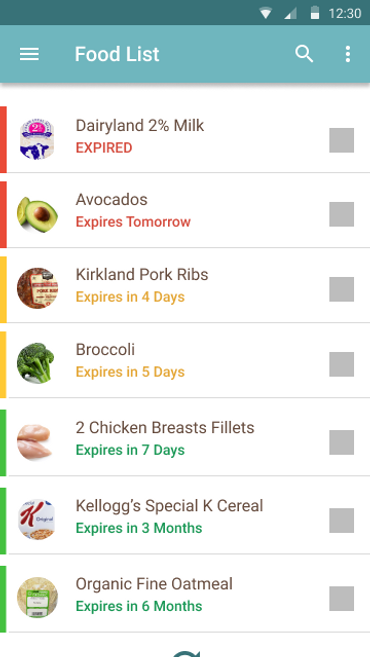 12:30
Food List
Dairyland 2% Milk
EXPIRED
Avocados
Expires Tomorrow
Kirkland Pork Ribs
Expires in 4 Days
Broccoli
Expires in 5 Days
2 Chicken Breasts Fillets
Expires in 7 Days
Kellogg’s Special K Cereal
Expires in 3 Months
Organic Fine Oatmeal
Expires in 6 Months